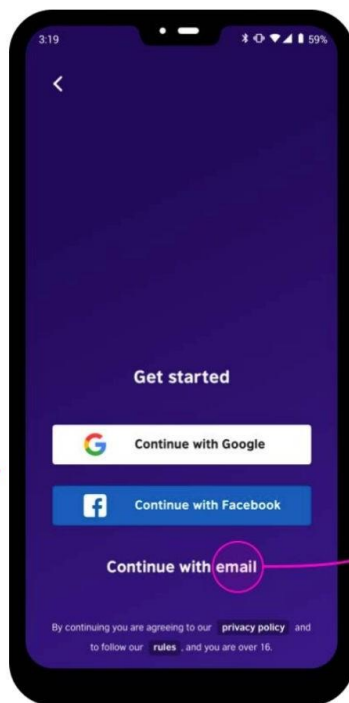 3:19
59%
Get started
Continue with Google
Continue with Facebook
Continue with email
By continuing you are agreeing to our privacy policy and
to follow our rules , and you are over 16.